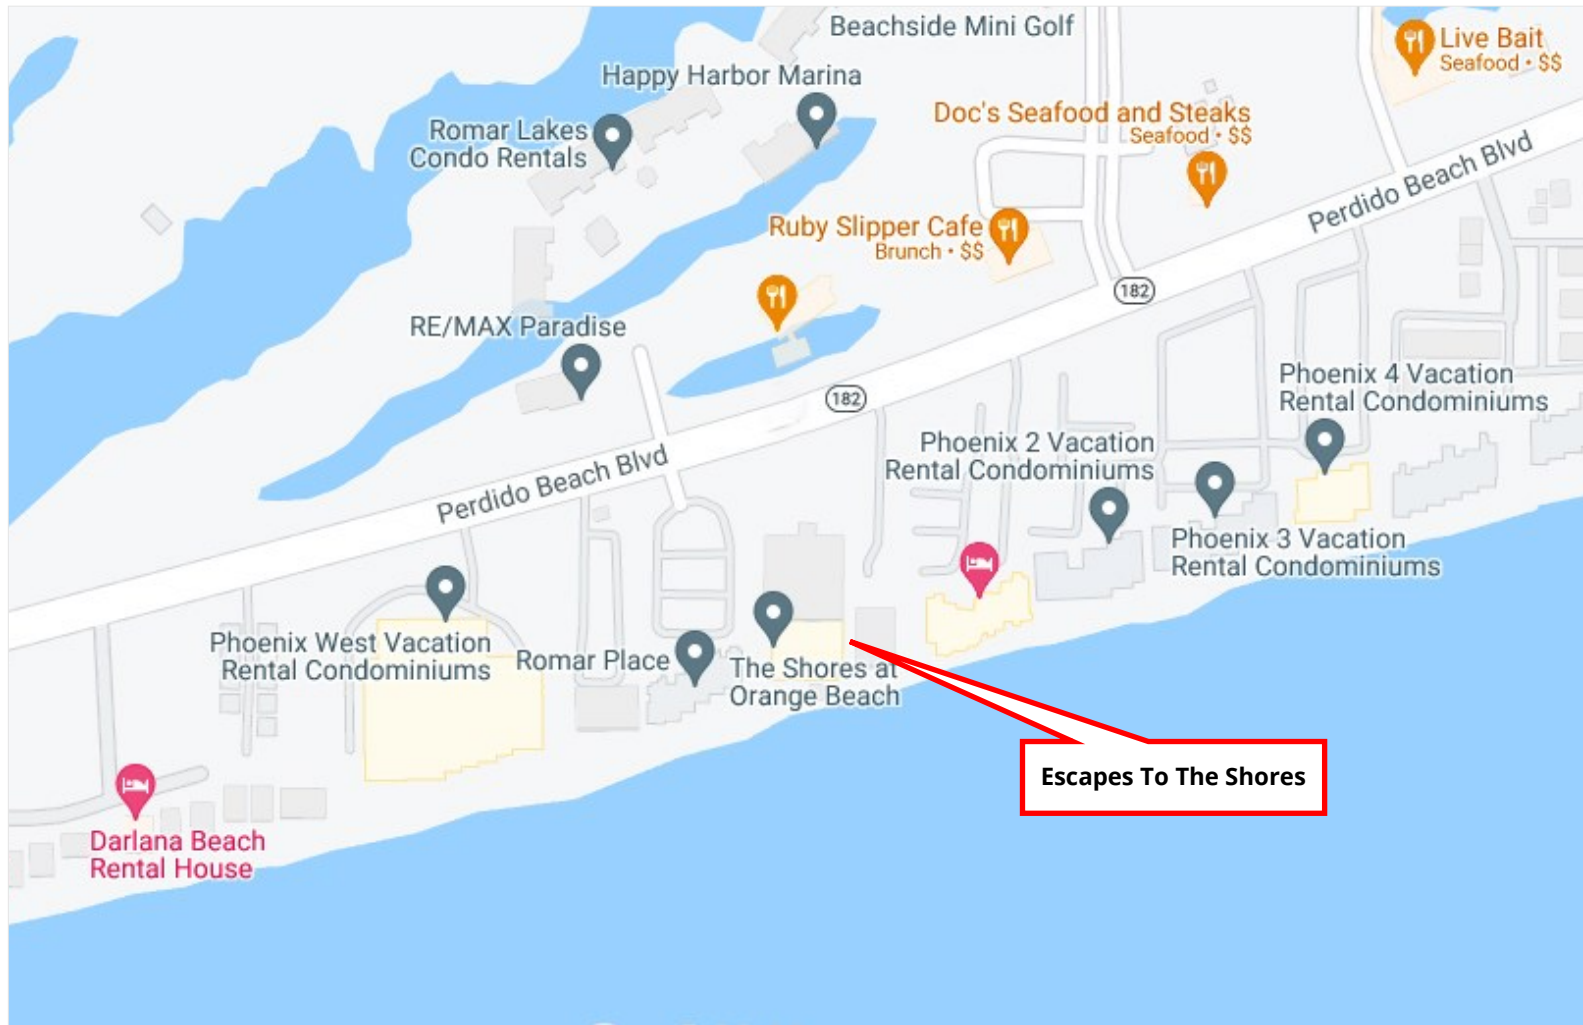 Beachside Mini Golf
Live Bait
Seafood • $$
Happy Harbor Marina
Doc's Seafood and Steaks
Seafood • $$
Romar Lakes
Condo Rentals
Perdido Beach Blvd
Ruby Slipper Cafe
Brunch • $$
182
RE/MAX Paradise
182
Phoenix 4 Vacation
Rental Condominiums
Phoenix 2 Vacation
Rental Condominiums
Perdido Beach Blvd
Phoenix 3 Vacation
Rental Condominiums
Phoenix West Vacation
Rental Condominiums
Romar Place
The Shores at
Orange Beach
Escapes To The Shores
Darlana Beach
Rental House